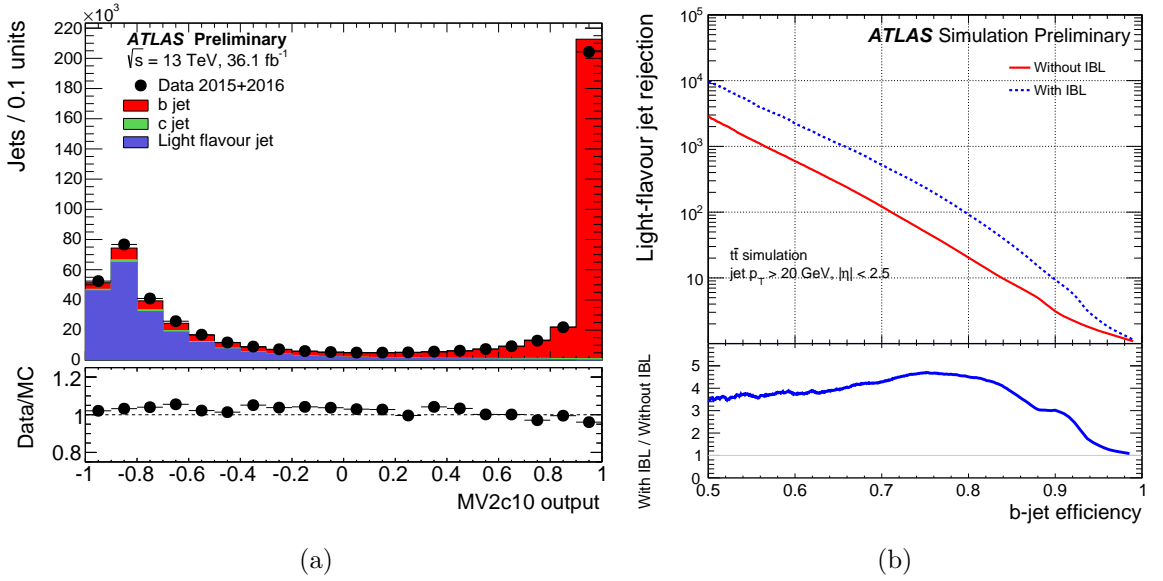 Jets / 0.1 units
×10³
220
200
180
160
140
120
100
80
60
40
20
0
ATLAS Preliminary
√s = 13 TeV, 36.1 fb⁻¹
Data 2015+2016
b jet
c jet
Light flavour jet
Data/MC
1.2
1
0.8
-1 -0.8 -0.6 -0.4 -0.2 0 0.2 0.4 0.6 0.8 1
MV2c10 output
(a)
Light-flavour jet rejection
10⁵
10⁴
10³
10²
10
ATLAS Simulation Preliminary
Without IBL
With IBL
tt̄ simulation
jet p_T > 20 GeV, |η| < 2.5
With IBL / Without IBL
5
4
3
2
1
0
0.5 0.6 0.7 0.8 0.9 1
b-jet efficiency
(b)